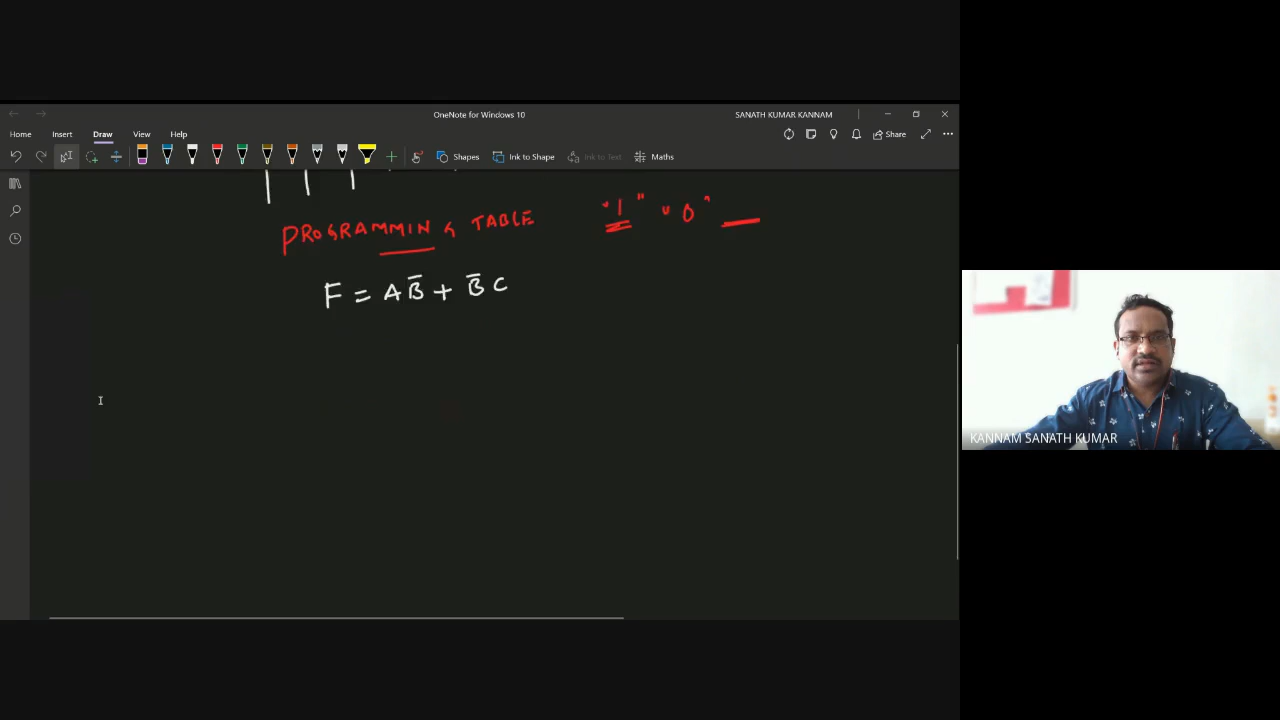 OneNote for Windows 10
SANATH KUMAR KANNAM
Home Insert Draw View Help
Share
Shapes Ink to Shape Ink to Text Maths
PROGRAMMING TABLE "1" "0" _
F = AB̅ + B̅C
KANNAM SANATH KUMAR